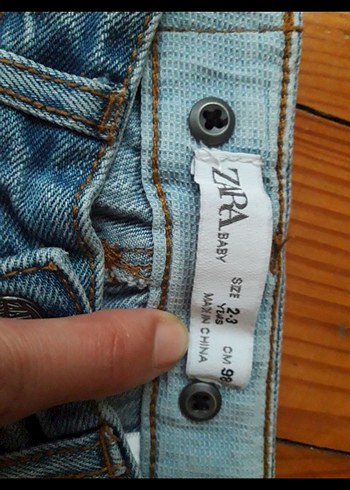 ZARA
BABY
SIZE 2-3 CM 98
YEARS
MADE IN CHINA